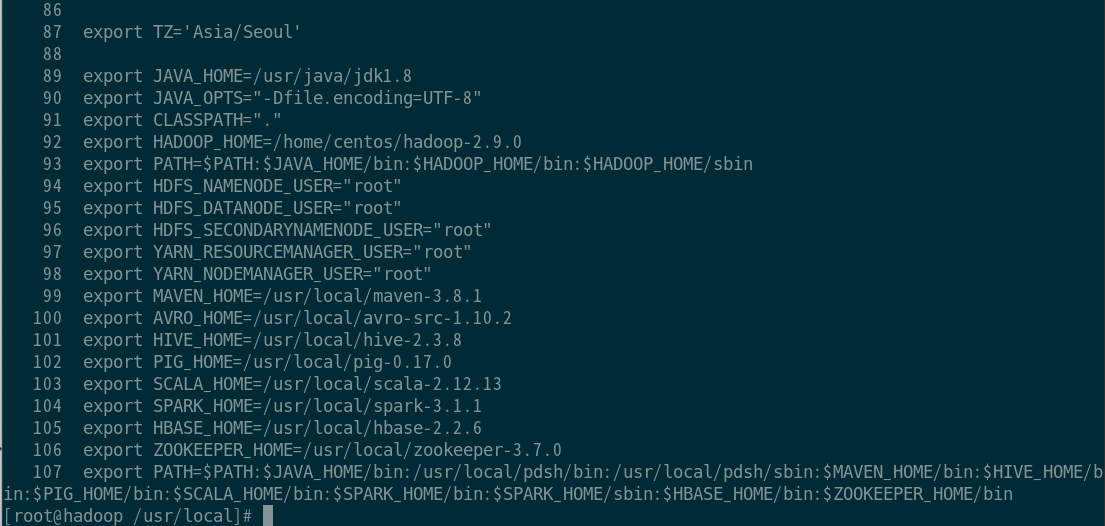 86
87 export TZ='Asia/Seoul'
88
89 export JAVA_HOME=/usr/java/jdk1.8
90 export JAVA_OPTS="-Dfile.encoding=UTF-8"
91 export CLASSPATH="."
92 export HADOOP_HOME=/home/centos/hadoop-2.9.0
93 export PATH=$PATH:$JAVA_HOME/bin:$HADOOP_HOME/bin:$HADOOP_HOME/sbin
94 export HDFS_NAMENODE_USER="root"
95 export HDFS_DATANODE_USER="root"
96 export HDFS_SECONDARYNAMENODE_USER="root"
97 export YARN_RESOURCEMANAGER_USER="root"
98 export YARN_NODEMANAGER_USER="root"
99 export MAVEN_HOME=/usr/local/maven-3.8.1
100 export AVRO_HOME=/usr/local/avro-src-1.10.2
101 export HIVE_HOME=/usr/local/hive-2.3.8
102 export PIG_HOME=/usr/local/pig-0.17.0
103 export SCALA_HOME=/usr/local/scala-2.12.13
104 export SPARK_HOME=/usr/local/spark-3.1.1
105 export HBASE_HOME=/usr/local/hbase-2.2.6
106 export ZOOKEEPER_HOME=/usr/local/zookeeper-3.7.0
107 export PATH=$PATH:$JAVA_HOME/bin:/usr/local/pdsh/bin:/usr/local/pdsh/sbin:$MAVEN_HOME/bin:$HIVE_HOME/b
in:$PIG_HOME/bin:$SCALA_HOME/bin:$SPARK_HOME/bin:$SPARK_HOME/sbin:$HBASE_HOME/bin:$ZOOKEEPER_HOME/bin
[root@hadoop /usr/local]#